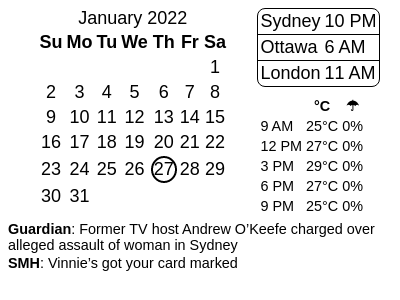 January 2022
Su Mo Tu We Th Fr Sa
1
2 3 4 5 6 7 8
9 10 11 12 13 14 15
16 17 18 19 20 21 22
23 24 25 26 27 28 29
30 31
Sydney 10 PM
Ottawa 6 AM
London 11 AM
°C ☂
9 AM 25°C 0%
12 PM 27°C 0%
3 PM 29°C 0%
6 PM 27°C 0%
9 PM 25°C 0%
Guardian: Former TV host Andrew O’Keefe charged over
alleged assault of woman in Sydney
SMH: Vinnie’s got your card marked